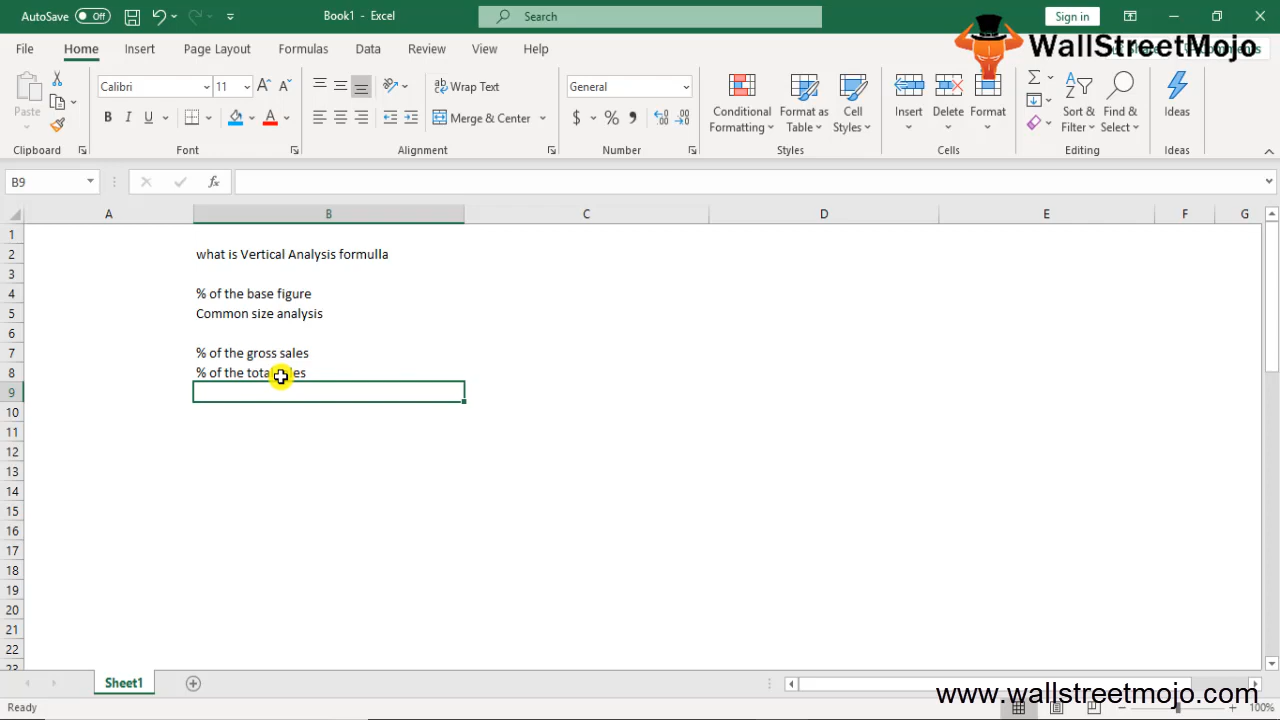 AutoSave Off Book1 - Excel Search Sign in
File Home Insert Page Layout Formulas Data Review View Help WallStreetMojo
Paste Calibri 11 Wrap Text General Conditional Formatting Format as Table Cell Styles Insert Delete Format Sort & Filter Find & Select Ideas
B I U A Merge & Center $ % ,
Clipboard Font Alignment Number Styles Cells Editing Ideas
B9 fx
A B C D E F G
1
2 what is Vertical Analysis formulla
3
4 % of the base figure
5 Common size analysis
6
7 % of the gross sales
8 % of the
9
10
11
12
13
14
15
16
17
18
19
20
21
22
Sheet1
www.wallstreetmojo.com
Ready 100%